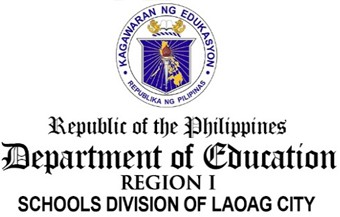 KAGAWARAN NG EDUKASYON
REPUBLIKA NG PILIPINAS
Republic of the Philippines
Department of Education
REGION I
SCHOOLS DIVISION OF LAOAG CITY